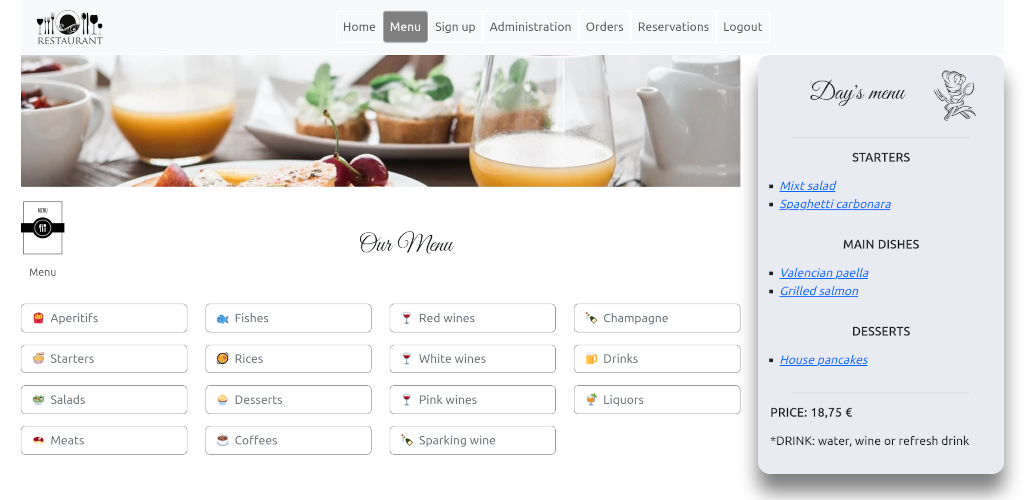 RESTAURANT
Home Menu Sign up Administration Orders Reservations Logout
MENU
Menu
Our Menu
Aperitifs Fishes Red wines Champagne
Starters Rices White wines Drinks
Salads Desserts Pink wines Liquors
Meats Coffees Sparking wine
Day's menu
STARTERS
Mixt salad
Spaghetti carbonara
MAIN DISHES
Valencian paella
Grilled salmon
DESSERTS
House pancakes
PRICE: 18,75 €
*DRINK: water, wine or refresh drink